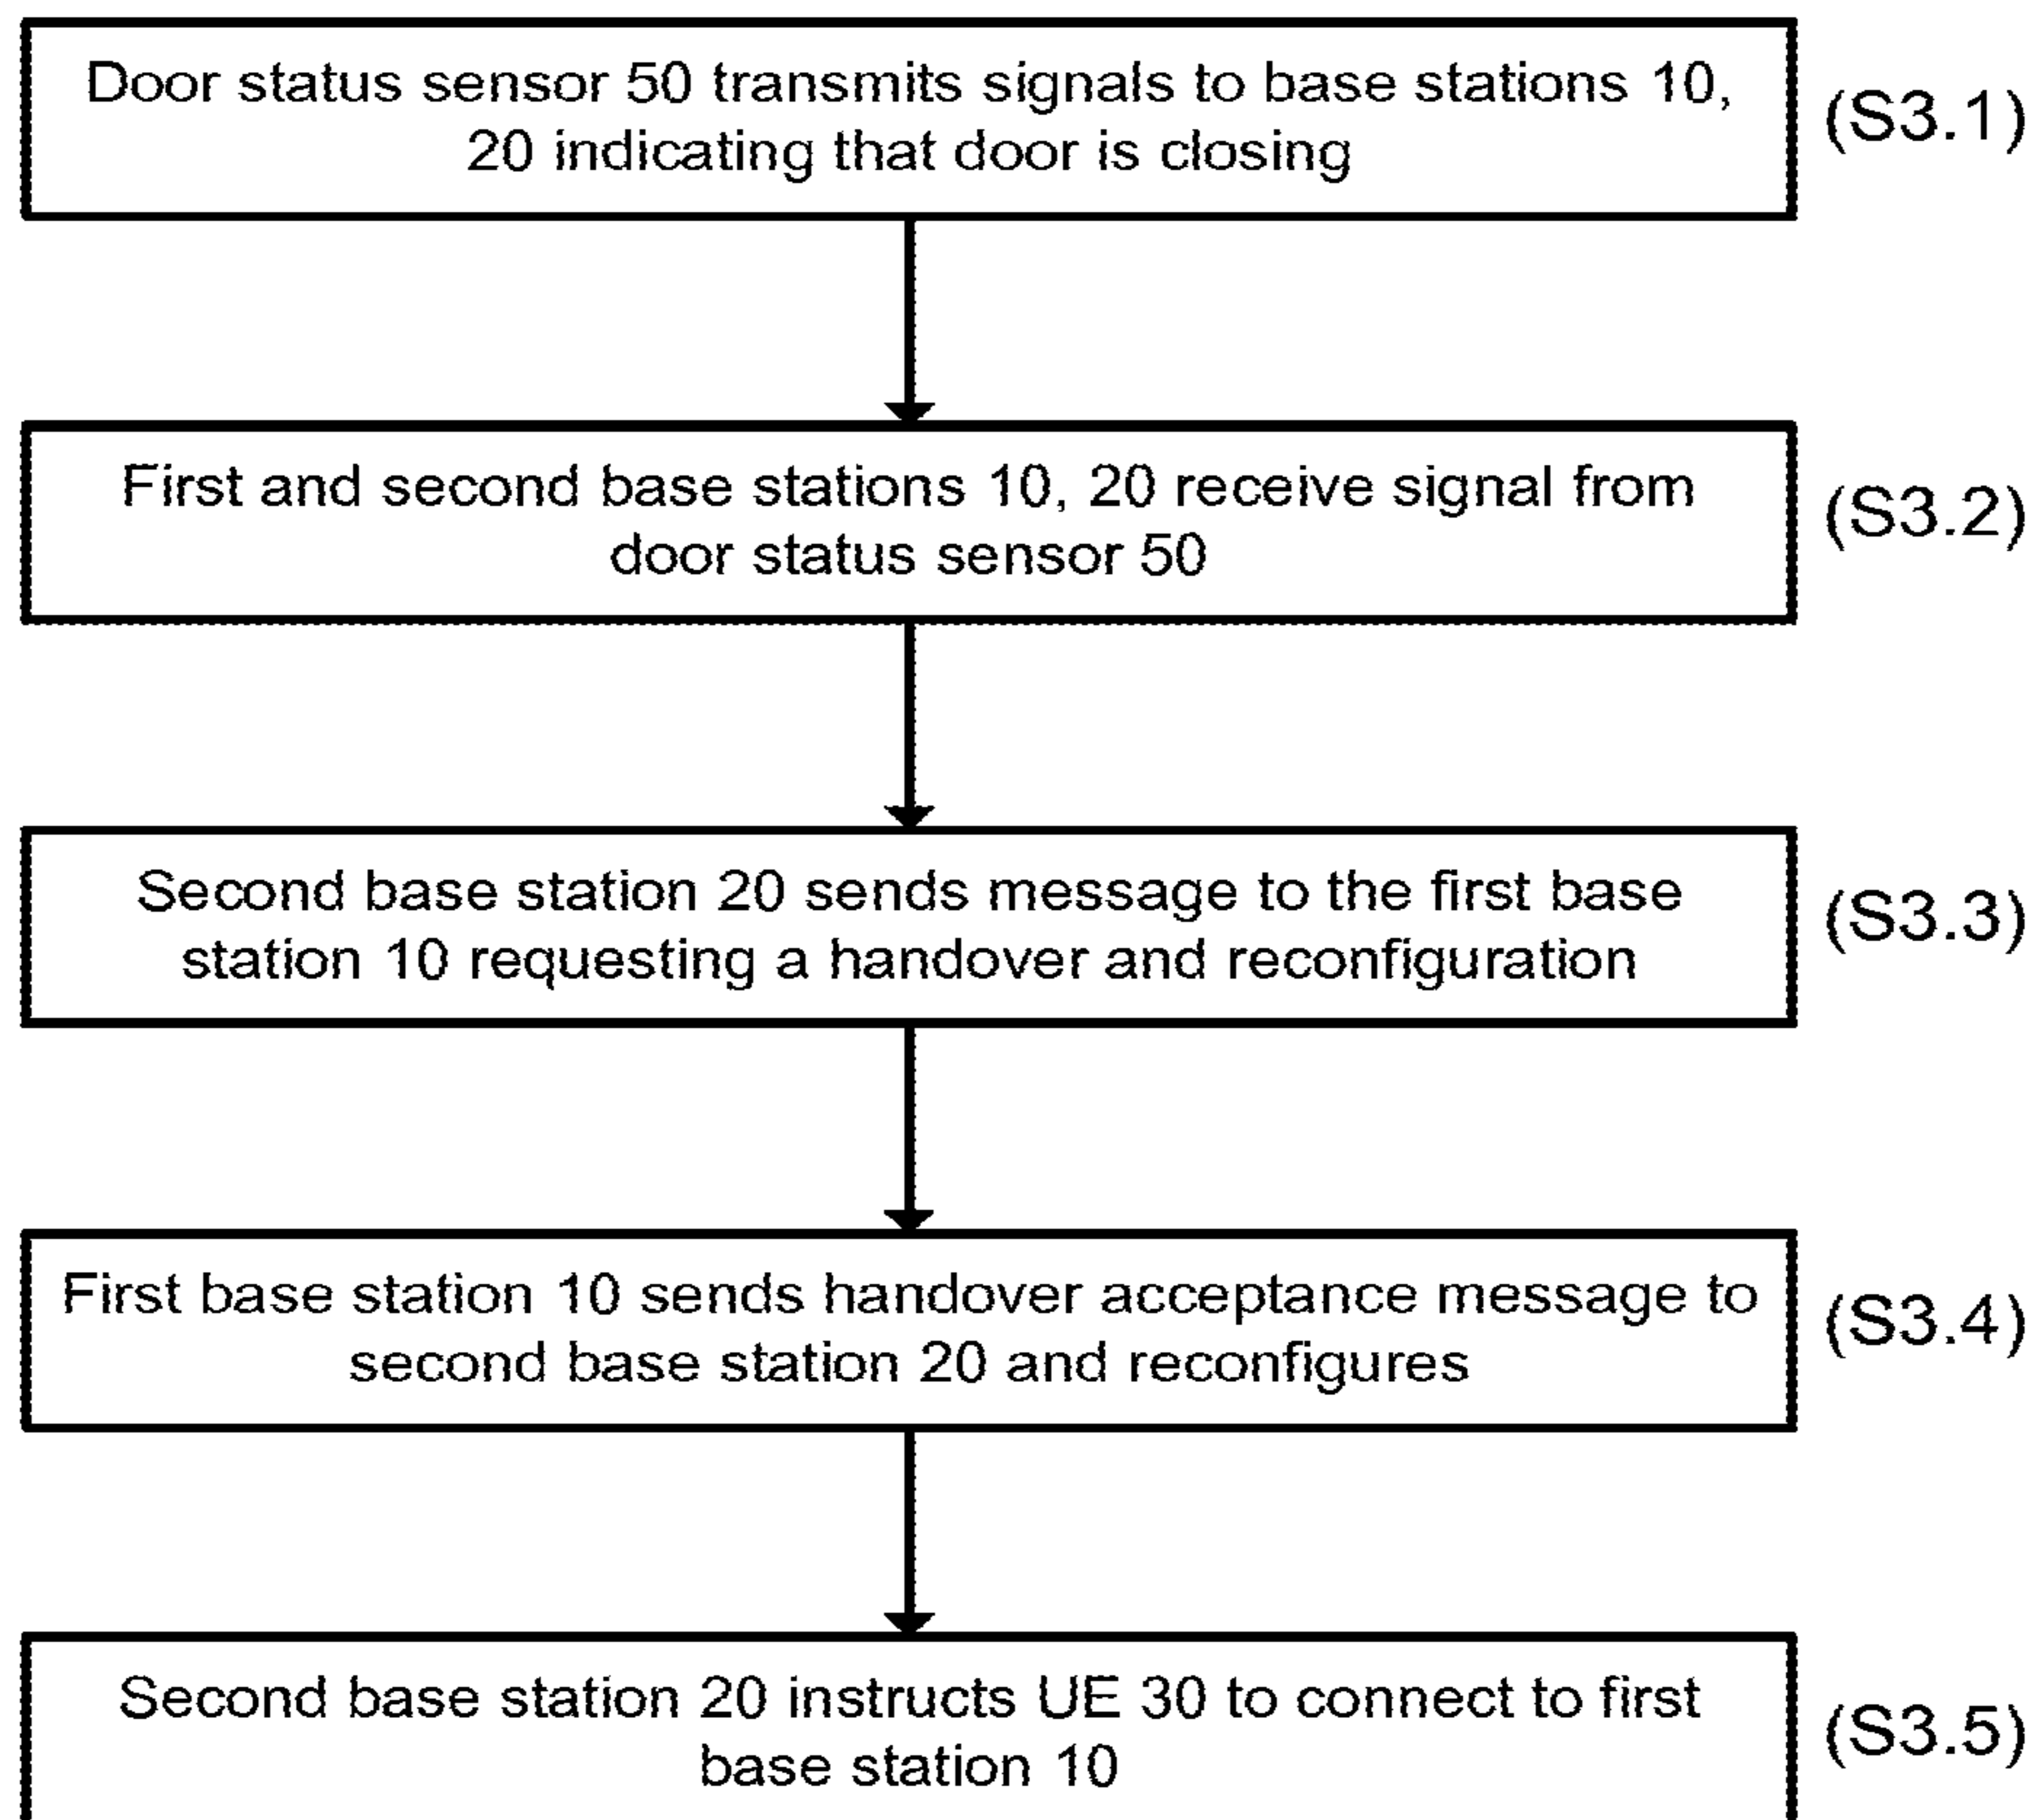 Door status sensor 50 transmits signals to base stations 10,
20 indicating that door is closing
(S3.1)
First and second base stations 10, 20 receive signal from
door status sensor 50
(S3.2)
Second base station 20 sends message to the first base
station 10 requesting a handover and reconfiguration
(S3.3)
First base station 10 sends handover acceptance message to
second base station 20 and reconfigures
(S3.4)
Second base station 20 instructs UE 30 to connect to first
base station 10
(S3.5)